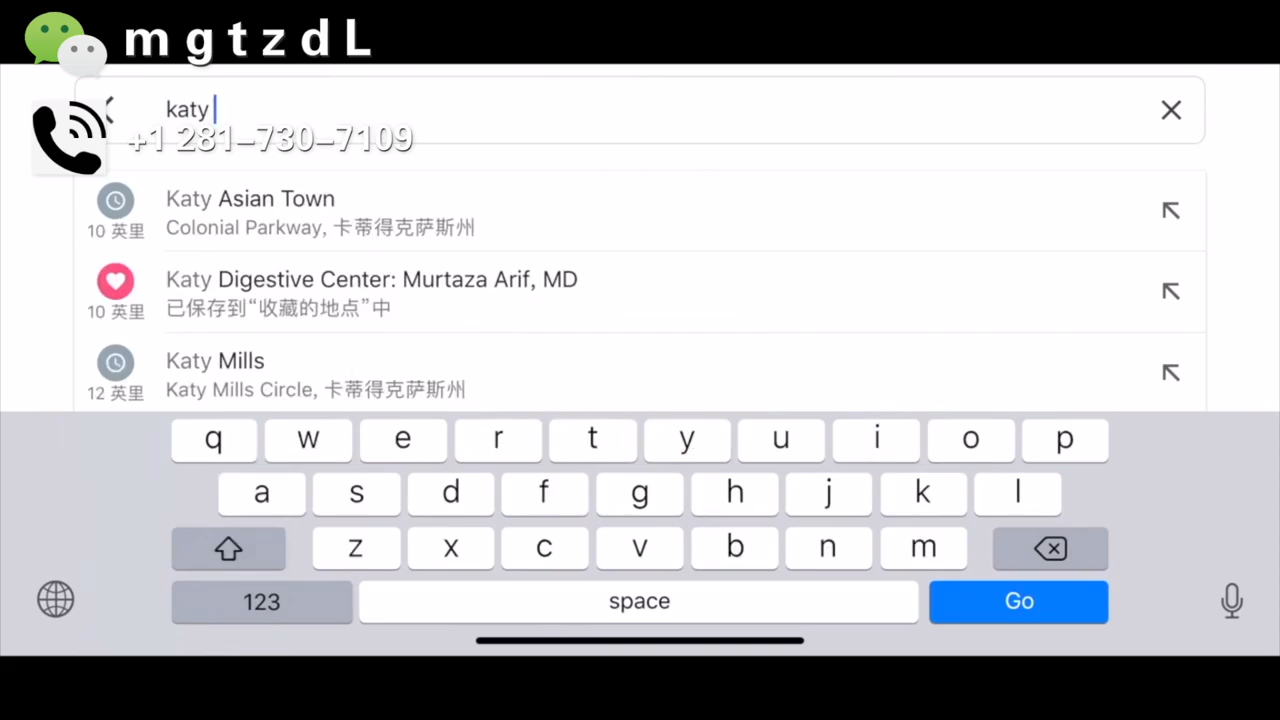 mgtzdL
katy
+1 281-730-7109
Katy Asian Town
10 英里
Colonial Parkway, 卡蒂得克萨斯州
Katy Digestive Center: Murtaza Arif, MD
10 英里
已保存到“收藏的地点”中
Katy Mills
12 英里
Katy Mills Circle, 卡蒂得克萨斯州
q w e r t y u i o p
a s d f g h j k l
z x c v b n m
123 space Go